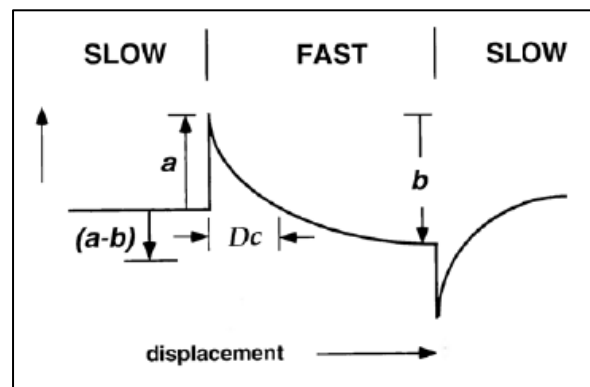 SLOW FAST SLOW
a
b
(a-b)
Dc
displacement